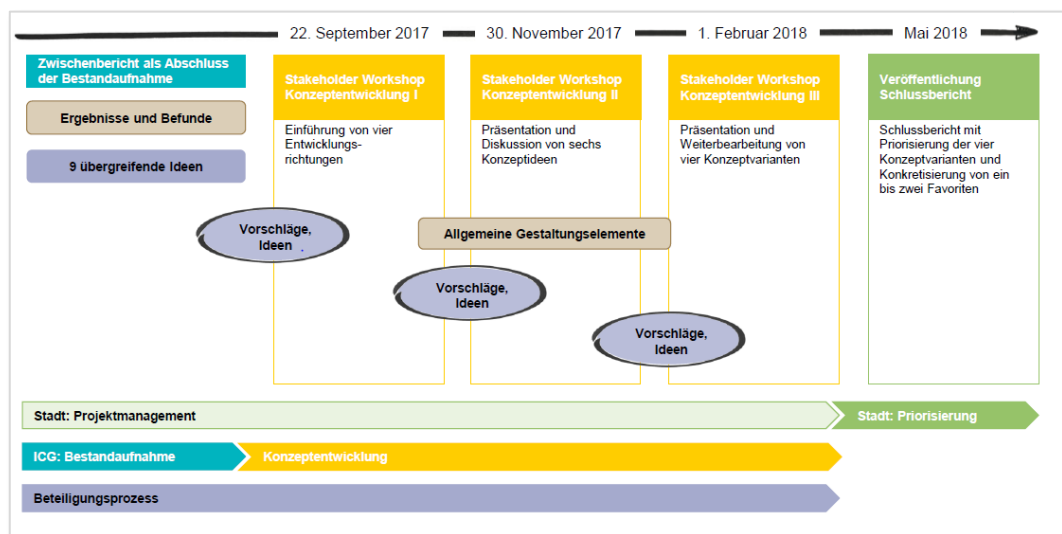 22. September 2017
30. November 2017
1. Februar 2018
Mai 2018
Zwischenbericht als Abschluss
der Bestandaufnahme
Ergebnisse und Befunde
9 übergreifende Ideen
Stakeholder Workshop
Konzeptentwicklung I
Einführung von vier
Entwicklungs-
richtungen
Stakeholder Workshop
Konzeptentwicklung II
Präsentation und
Diskussion von sechs
Konzeptideen
Stakeholder Workshop
Konzeptentwicklung III
Präsentation und
Weiterbearbeitung von
vier Konzeptvarianten
Veröffentlichung
Schlussbericht
Schlussbericht mit
Priorisierung der vier
Konzeptvarianten und
Konkretisierung von ein
bis zwei Favoriten
Vorschläge,
Ideen .
Allgemeine Gestaltungselemente
Vorschläge,
Ideen
Vorschläge,
Ideen
Stadt: Projektmanagement
Stadt: Priorisierung
ICG: Bestandaufnahme
Konzeptentwicklung
Beteiligungsprozess